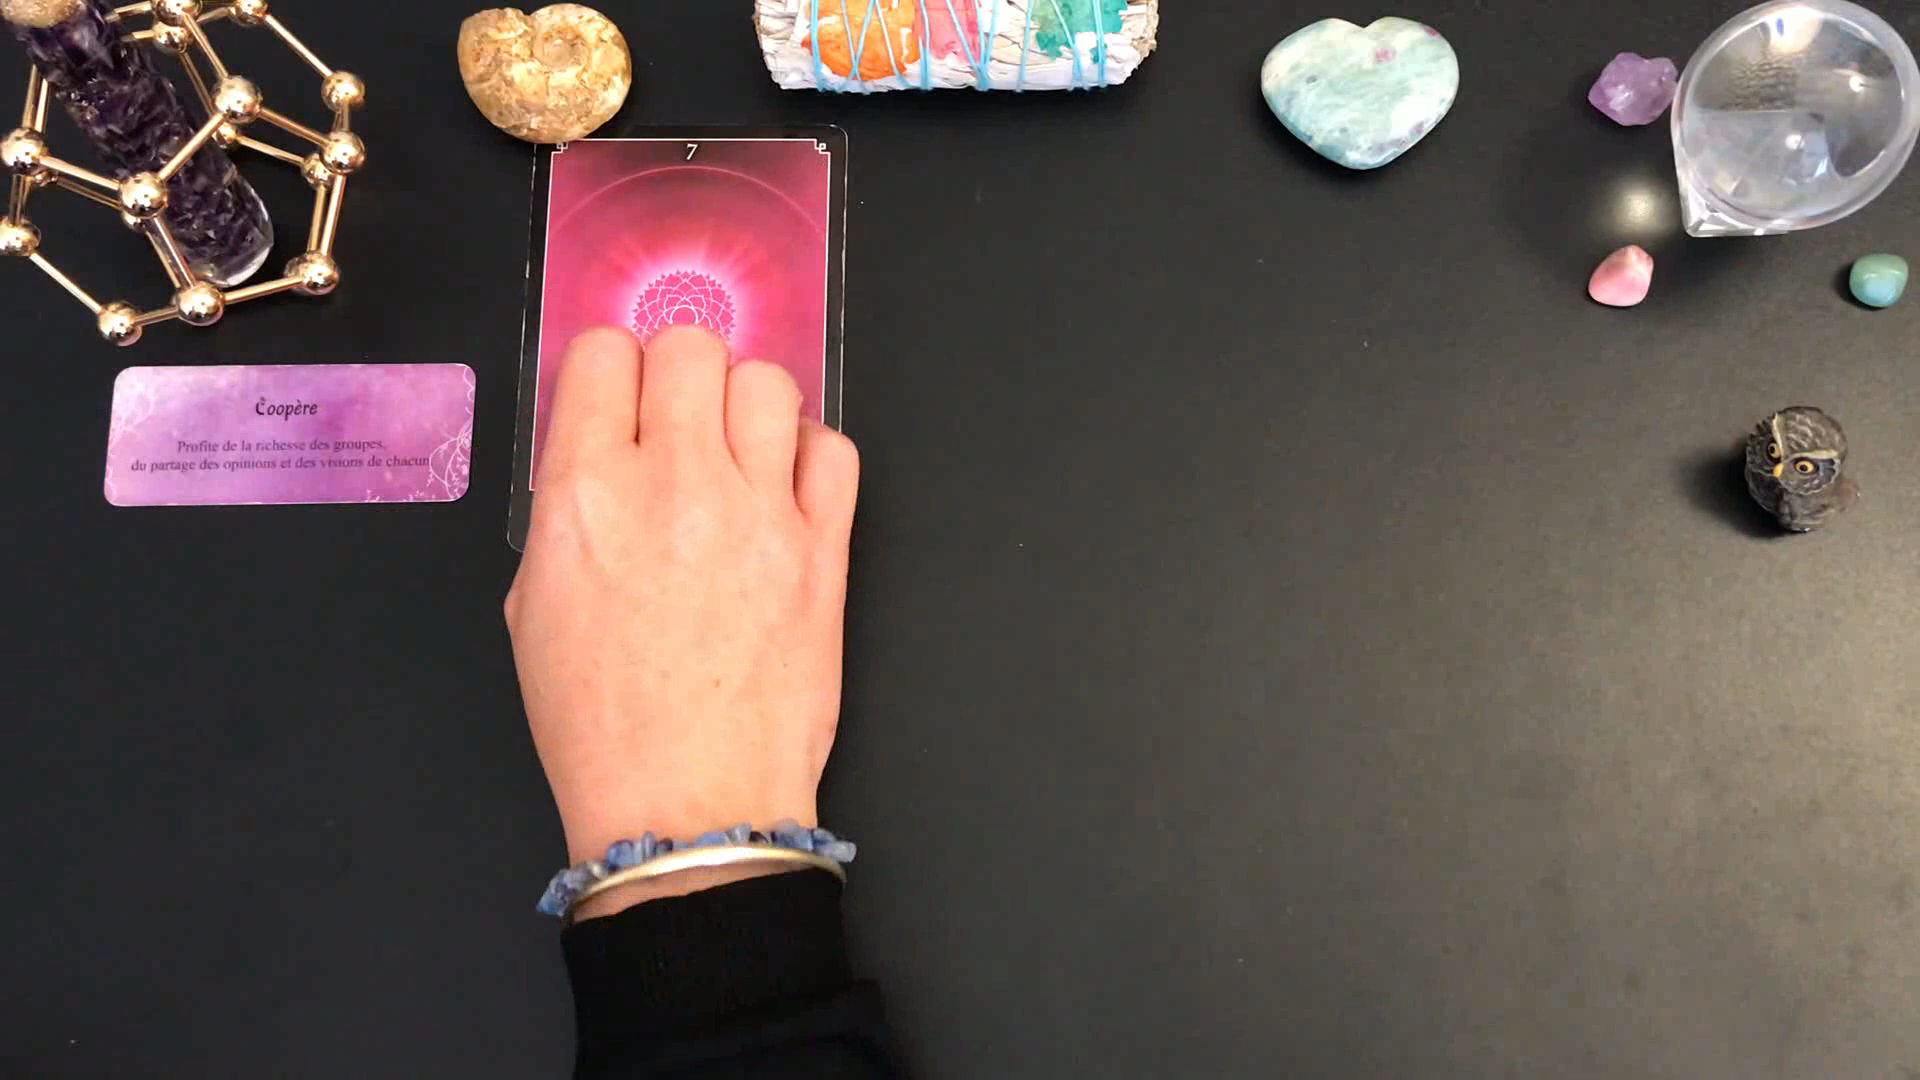 7
Coopère
Profite de la richesse des groupes,
du partage des opinions et des visions de chacun